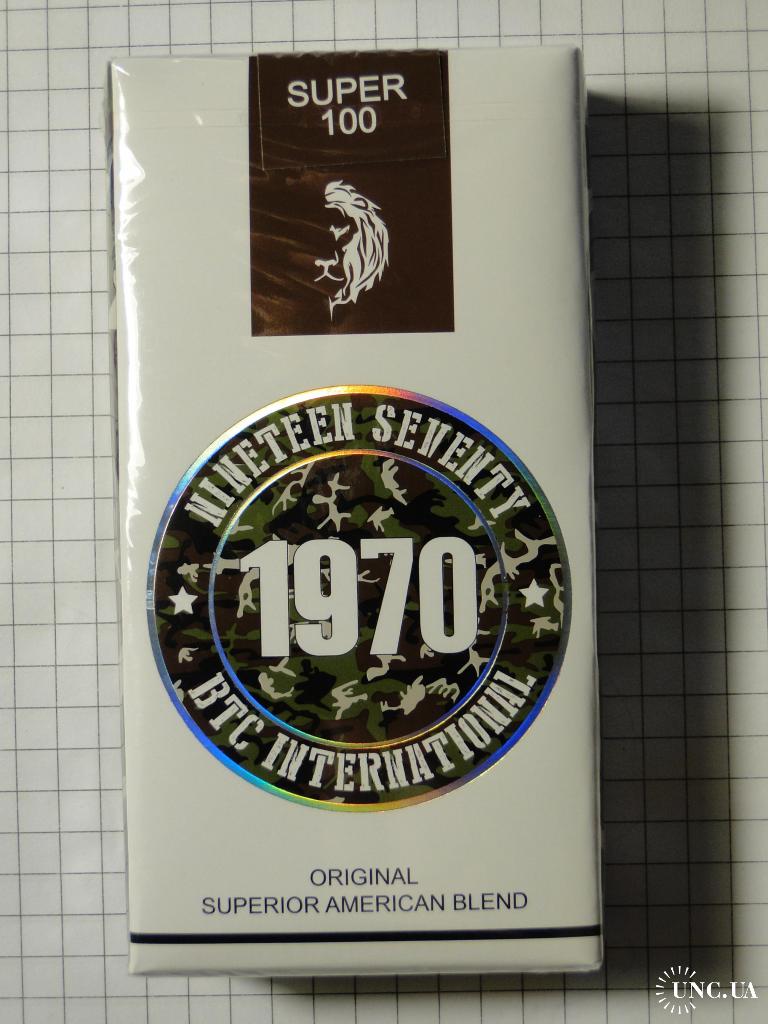 SUPER
100
NINETEEN SEVENTY
1970
BTC INTERNATIONAL
ORIGINAL
SUPERIOR AMERICAN BLEND
UNC.UA